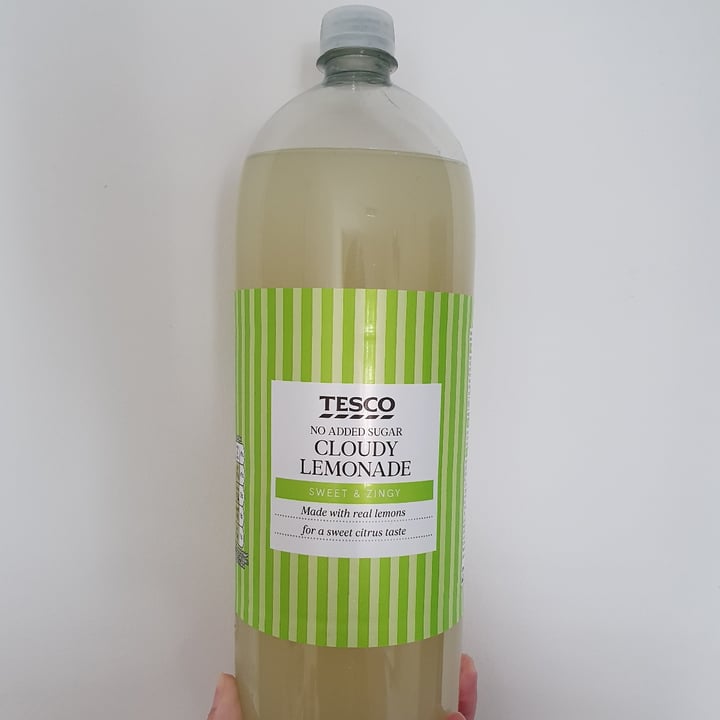 TESCO
NO ADDED SUGAR
CLOUDY
LEMONADE
SWEET & ZINGY
Made with real lemons
for a sweet citrus taste